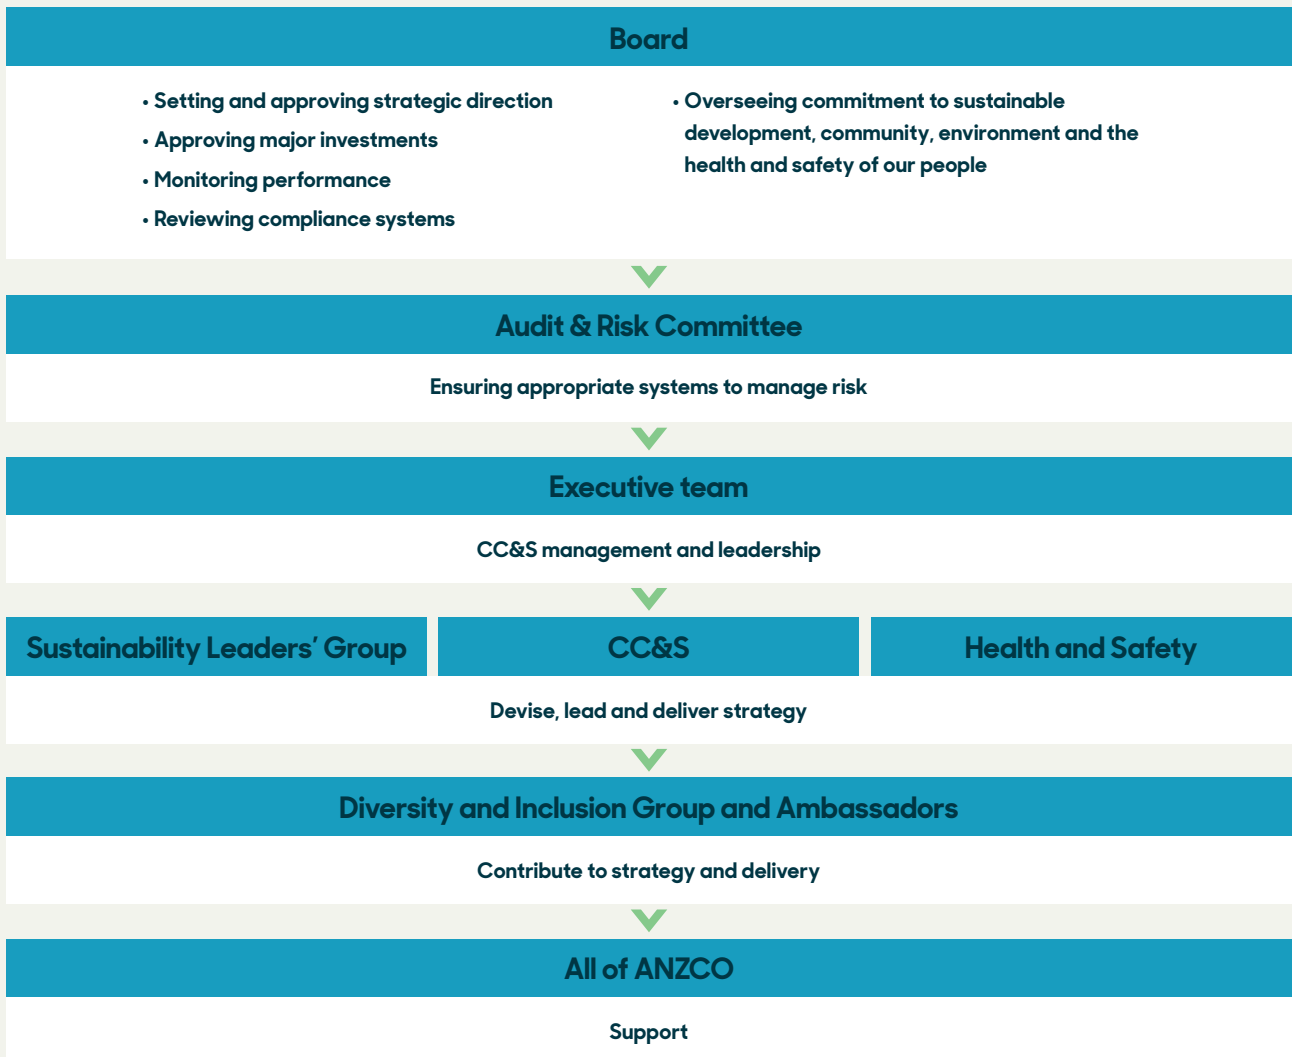 Board
• Setting and approving strategic direction
• Approving major investments
• Monitoring performance
• Reviewing compliance systems
• Overseeing commitment to sustainable
development, community, environment and the
health and safety of our people
Audit & Risk Committee
Ensuring appropriate systems to manage risk
Executive team
CC&S management and leadership
Sustainability Leaders’ Group
CC&S
Health and Safety
Devise, lead and deliver strategy
Diversity and Inclusion Group and Ambassadors
Contribute to strategy and delivery
All of ANZCO
Support